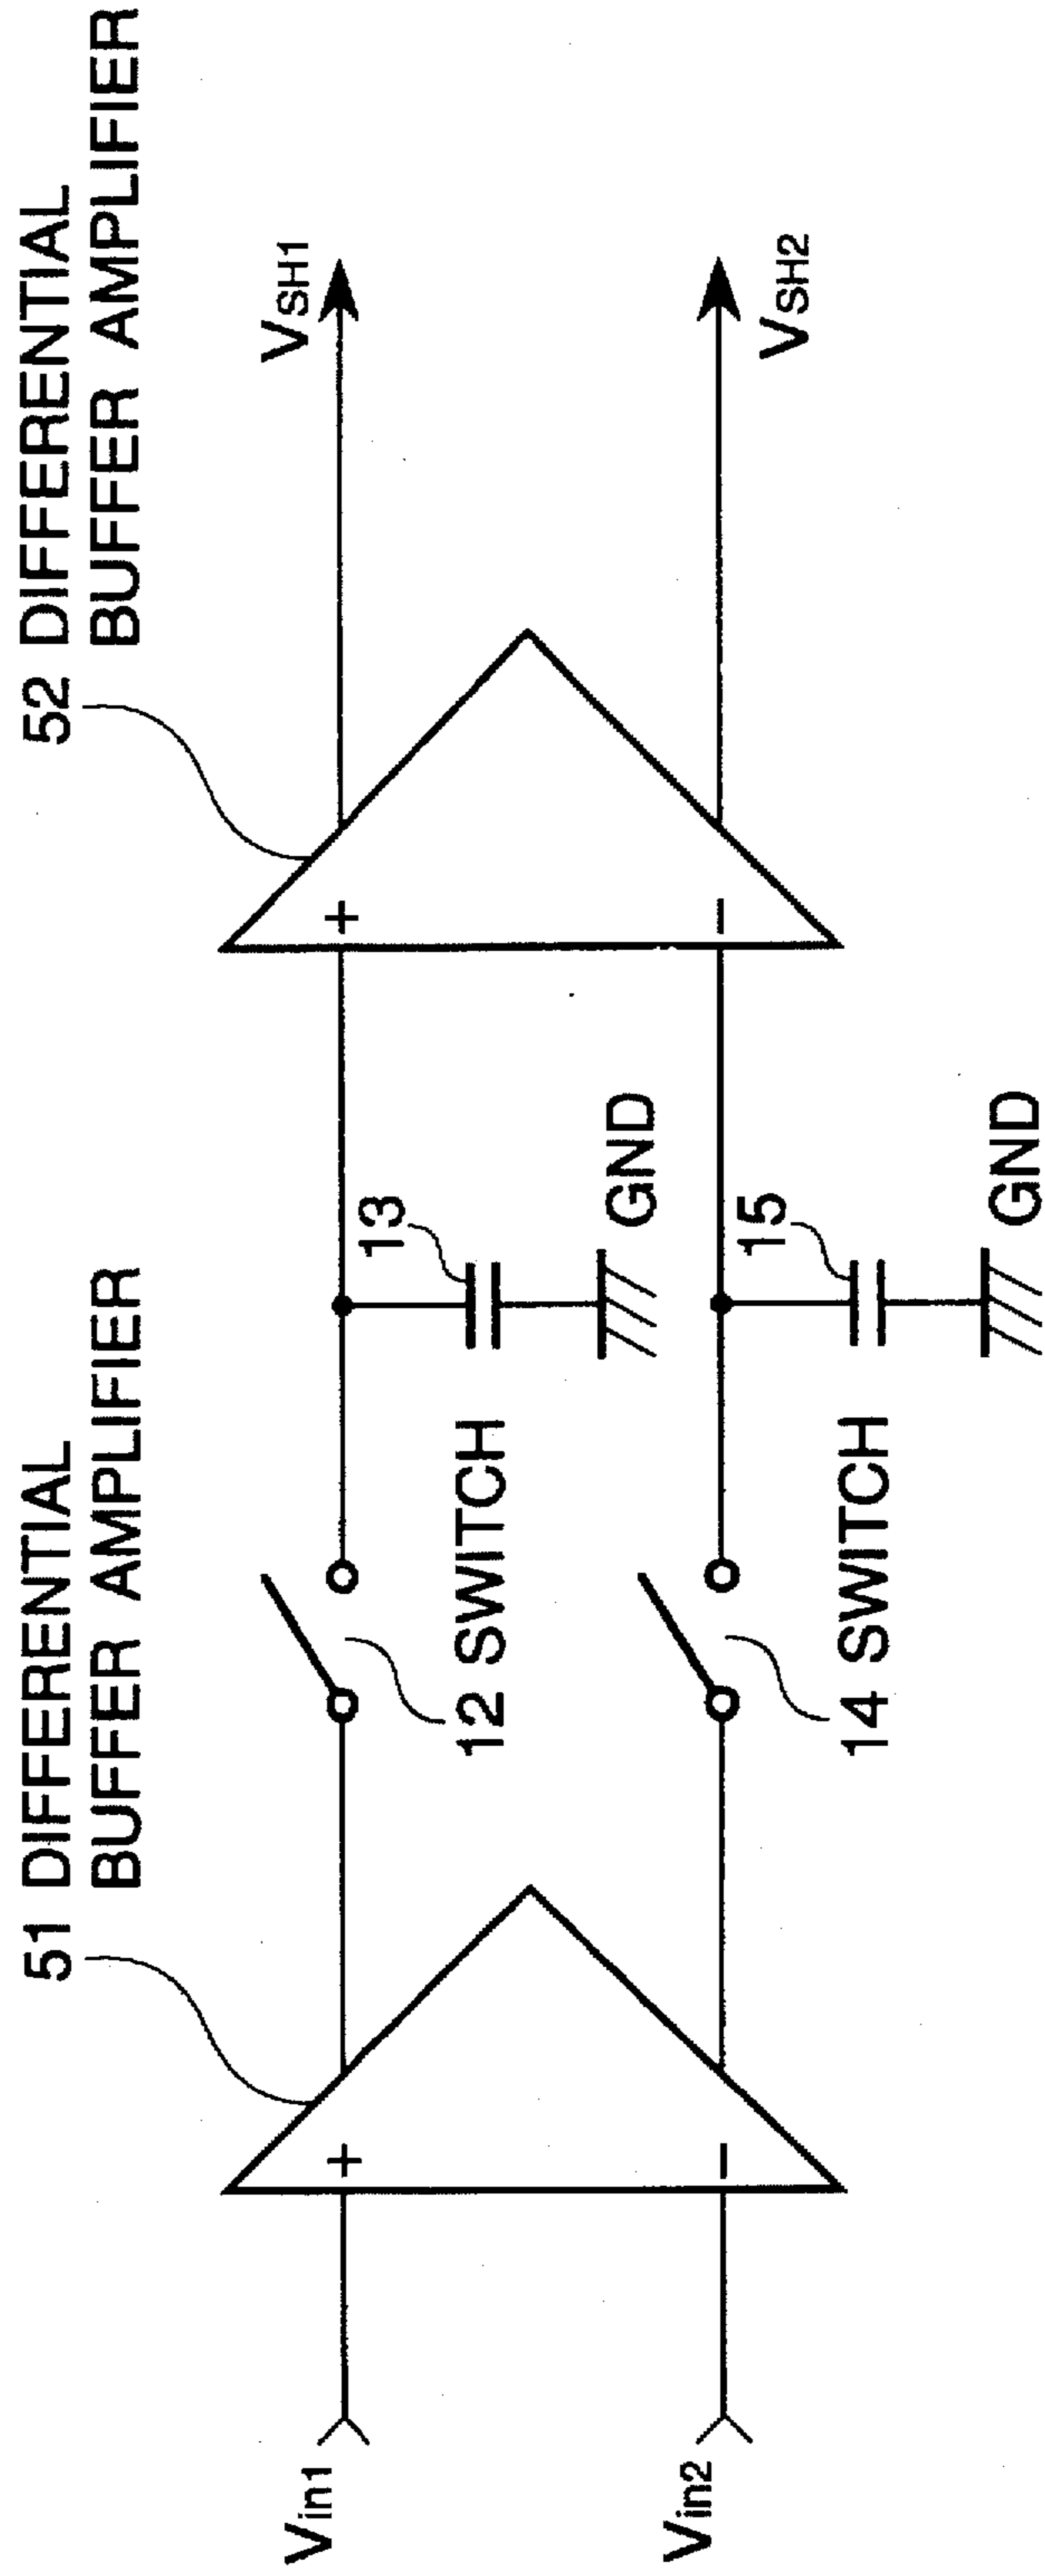 51 DIFFERENTIAL
BUFFER AMPLIFIER
52 DIFFERENTIAL
BUFFER AMPLIFIER
Vin1
+
12 SWITCH
13
GND
+
VSH1
Vin2
−
14 SWITCH
15
GND
−
VSH2